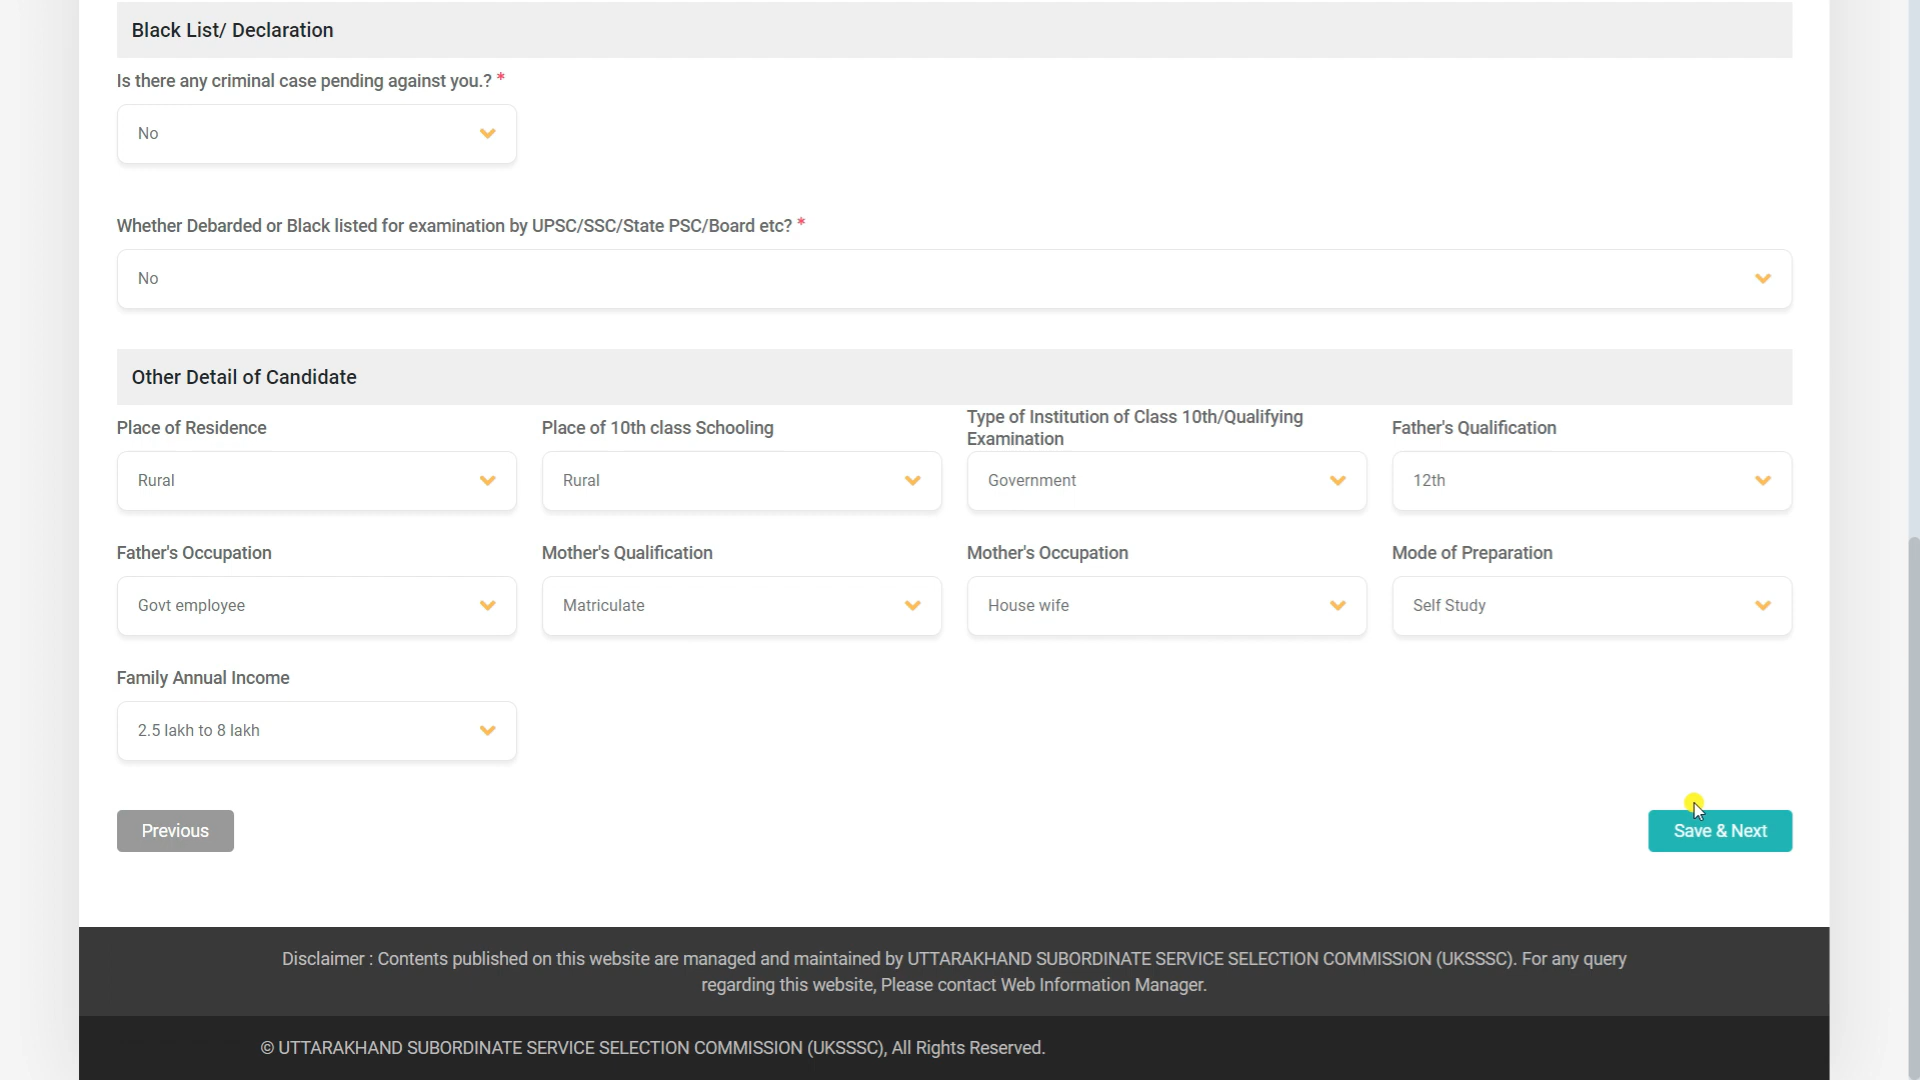 Black List/ Declaration
Is there any criminal case pending against you.? *
No
Whether Debarded or Black listed for examination by UPSC/SSC/State PSC/Board etc? *
No
Other Detail of Candidate
Place of Residence
Rural
Place of 10th class Schooling
Rural
Type of Institution of Class 10th/Qualifying
Examination
Government
Father's Qualification
12th
Father's Occupation
Govt employee
Mother's Qualification
Matriculate
Mother's Occupation
House wife
Mode of Preparation
Self Study
Family Annual Income
2.5 lakh to 8 lakh
Previous
Save & Next
Disclaimer : Contents published on this website are managed and maintained by UTTARAKHAND SUBORDINATE SERVICE SELECTION COMMISSION (UKSSSC). For any query
regarding this website, Please contact Web Information Manager.
© UTTARAKHAND SUBORDINATE SERVICE SELECTION COMMISSION (UKSSSC), All Rights Reserved.